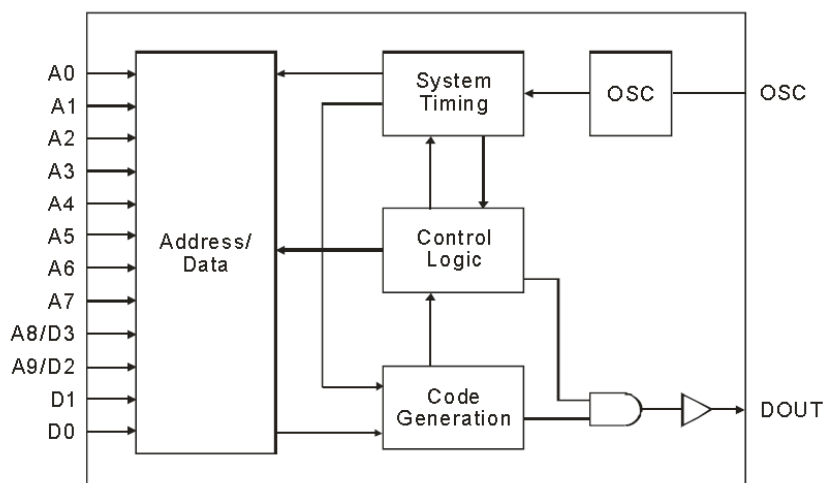 A0
A1
A2
A3
A4
A5
A6
A7
A8/D3
A9/D2
D1
D0
Address/
Data
System
Timing
Control
Logic
Code
Generation
OSC
OSC
DOUT